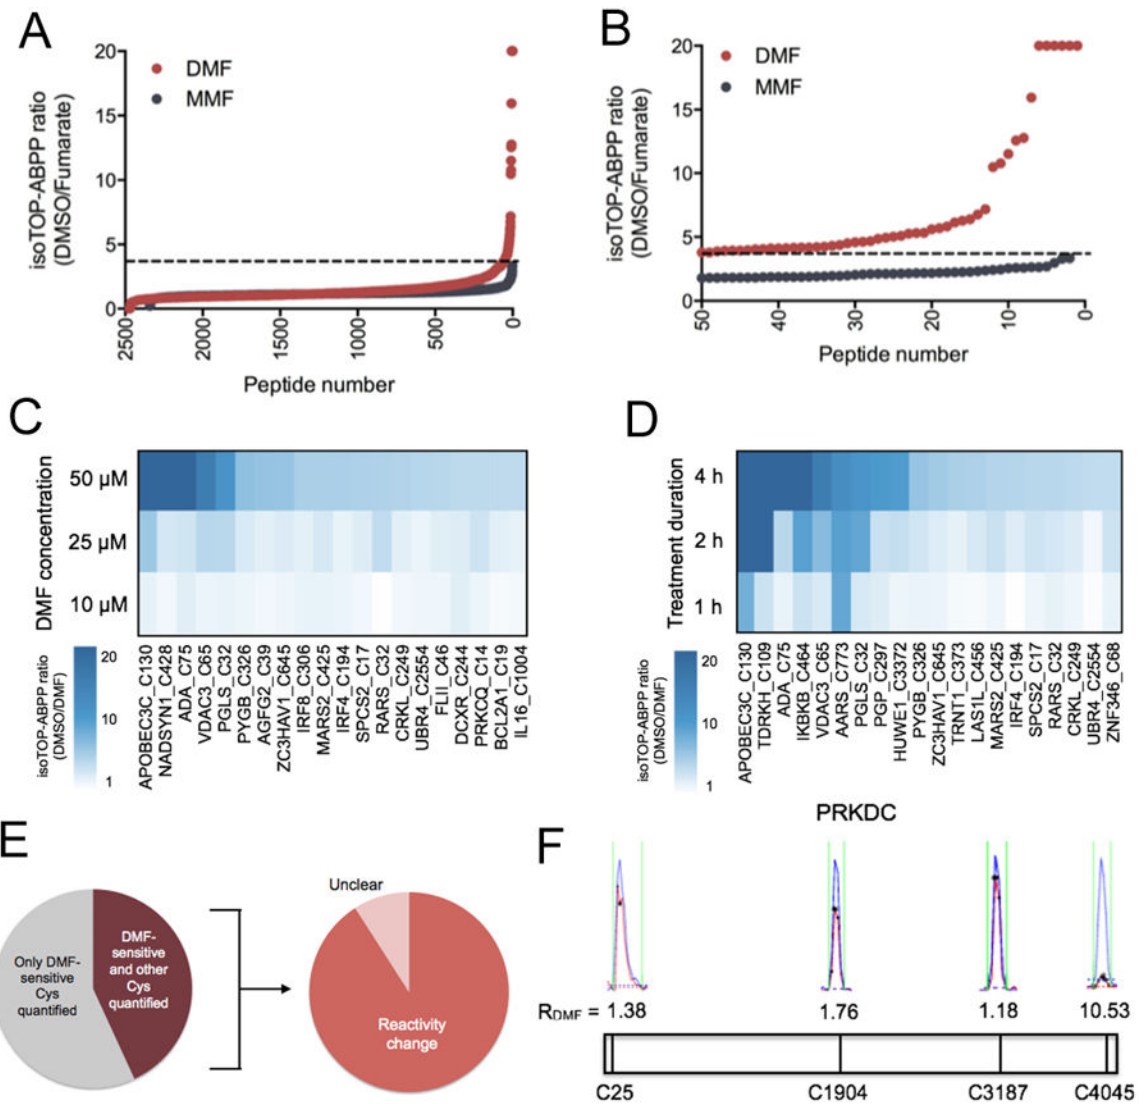 A
isoTOP-ABPP ratio
(DMSO/Fumarate)
20
15
10
5
0
DMF
MMF
2500
2000
1500
1000
500
0
Peptide number
B
isoTOP-ABPP ratio
(DMSO/Fumarate)
20
15
10
5
0
DMF
MMF
50
40
30
20
10
0
Peptide number
C
DMF concentration
50 µM
25 µM
10 µM
isoTOP-ABPP ratio
(DMSO/DMF)
20
10
1
APOBEC3C_C130
NADSYN1_C428
ADA_C75
VDAC3_C65
PGLS_C32
PYGB_C326
AGFG2_C39
ZC3HAV1_C645
IRF8_C306
MARS2_C425
IRF4_C194
SPCS2_C17
RARS_C32
CRKL_C249
UBR4_C2554
FLII_C46
DCXR_C244
PRKCQ_C14
BCL2A1_C19
IL16_C1004
D
Treatment duration
4 h
2 h
1 h
isoTOP-ABPP ratio
(DMSO/DMF)
20
10
1
APOBEC3C_C130
TDRKH_C109
ADA_C75
IKBKB_C464
VDAC3_C65
AARS_C773
PGLS_C32
PGP_C297
HUWE1_C3372
PYGB_C326
ZC3HAV1_C645
TRNT1_C373
LAS1L_C456
MARS2_C425
IRF4_C194
SPCS2_C17
RARS_C32
CRKL_C249
UBR4_C2554
ZNF346_C68
E
Only DMF-
sensitive
Cys
quantified
DMF-
sensitive
and other
Cys
quantified
Unclear
Reactivity
change
F
PRKDC
RDMF = 1.38 1.76 1.18 10.53
C25 C1904 C3187 C4045